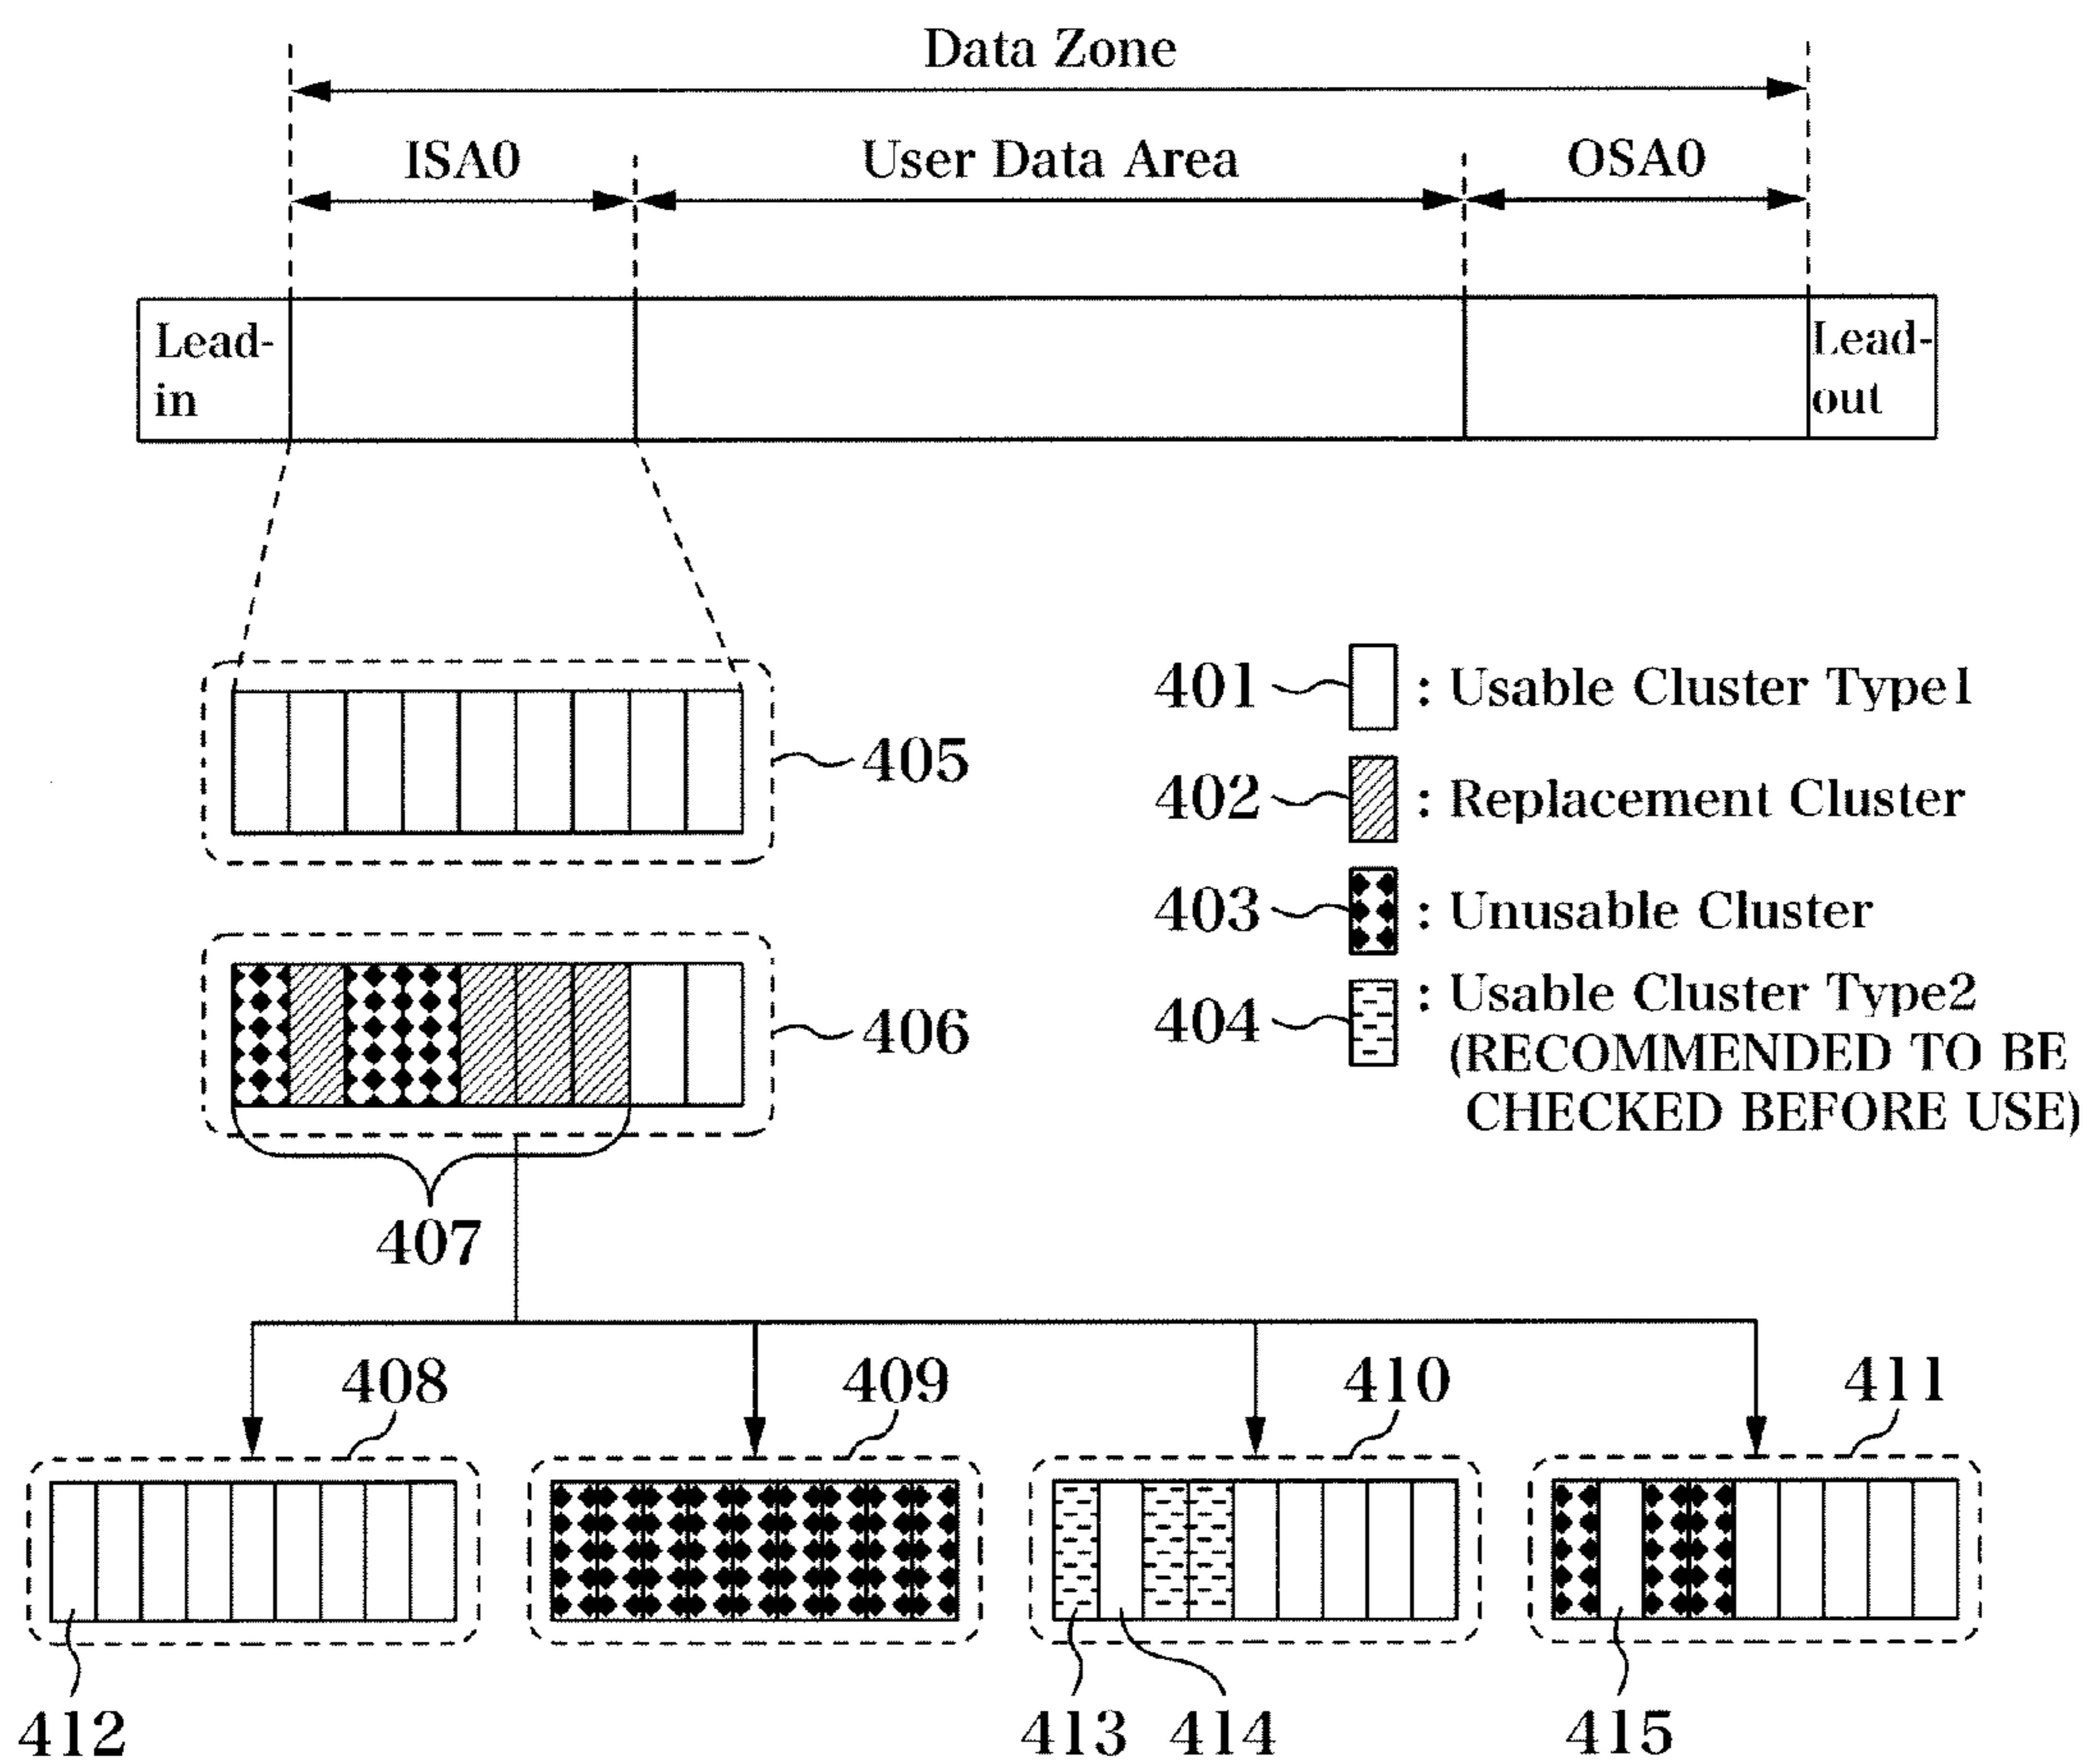 Data Zone
ISA0 User Data Area OSA0
Lead-
in
Lead-
out
401 : Usable Cluster Type1
405
402 : Replacement Cluster
403 : Unusable Cluster
406
404 : Usable Cluster Type2
(RECOMMENDED TO BE
CHECKED BEFORE USE)
407
408 409 410 411
412 413 414 415